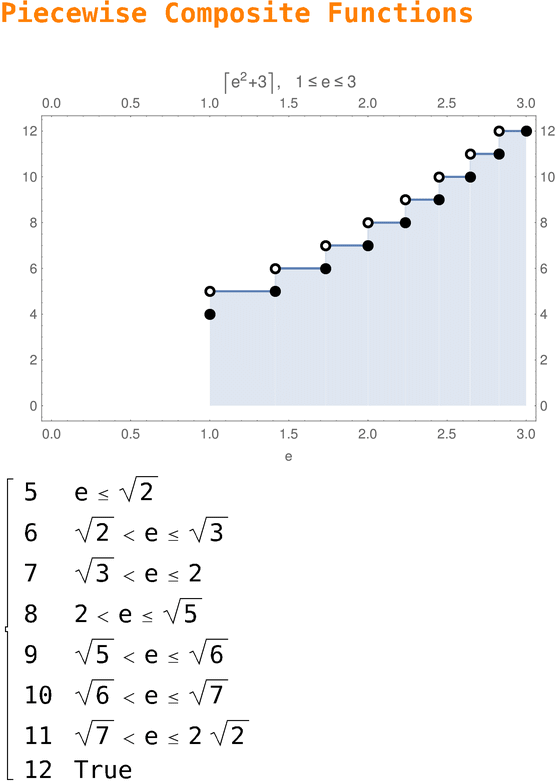 Piecewise Composite Functions
⌈e²+3⌉, 1 ≤ e ≤ 3
0.0 0.5 1.0 1.5 2.0 2.5 3.0
12 12
10 10
8 8
6 6
4 4
2 2
0 0
0.0 0.5 1.0 1.5 2.0 2.5 3.0
e
5 e ≤ √2
6 √2 < e ≤ √3
7 √3 < e ≤ 2
8 2 < e ≤ √5
9 √5 < e ≤ √6
10 √6 < e ≤ √7
11 √7 < e ≤ 2 √2
12 True